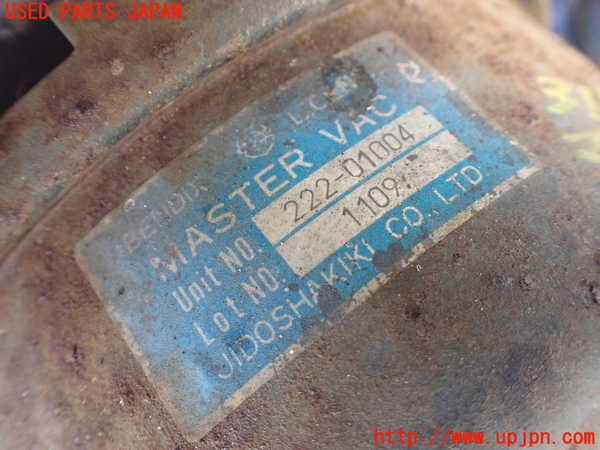 USED PARTS JAPAN
MASTER VAC
Unit NO. 222-01004
Lot NO. 1109
JIDOSHAKIKI CO., LTD.
http://www.upjpn.com/